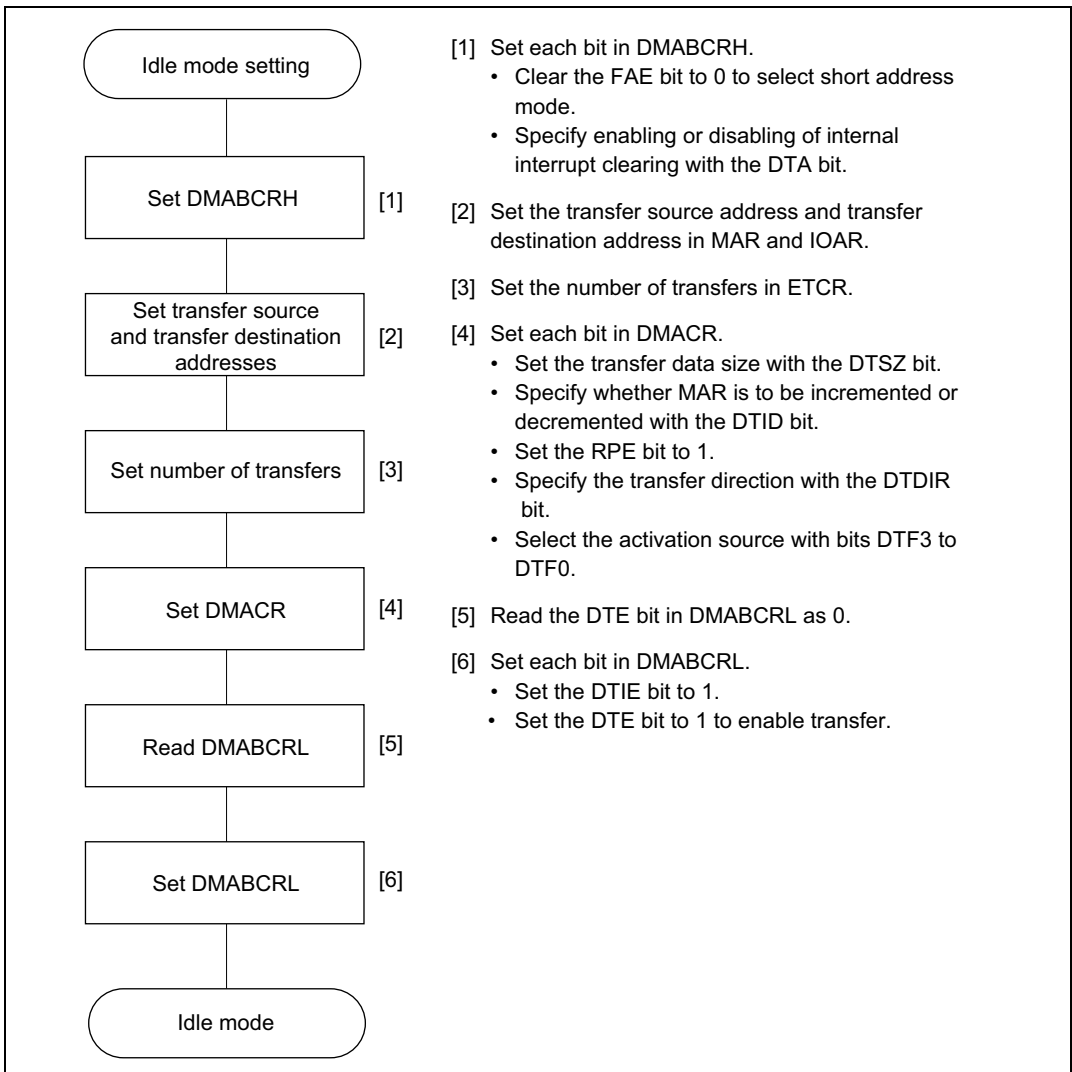 Idle mode setting
Set DMABCRH [1]
Set transfer source
and transfer destination
addresses
[2]
Set number of transfers [3]
Set DMACR [4]
Read DMABCRL [5]
Set DMABCRL [6]
Idle mode
[1] Set each bit in DMABCRH.
• Clear the FAE bit to 0 to select short address
mode.
• Specify enabling or disabling of internal
interrupt clearing with the DTA bit.
[2] Set the transfer source address and transfer
destination address in MAR and IOAR.
[3] Set the number of transfers in ETCR.
[4] Set each bit in DMACR.
• Set the transfer data size with the DTSZ bit.
• Specify whether MAR is to be incremented or
decremented with the DTID bit.
• Set the RPE bit to 1.
• Specify the transfer direction with the DTDIR
bit.
• Select the activation source with bits DTF3 to
DTF0.
[5] Read the DTE bit in DMABCRL as 0.
[6] Set each bit in DMABCRL.
• Set the DTIE bit to 1.
• Set the DTE bit to 1 to enable transfer.